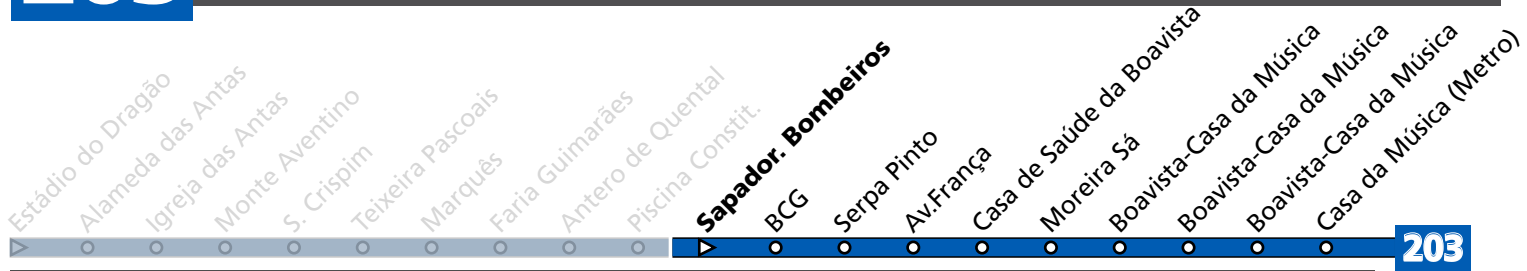 203
Estádio do Dragão
Alameda das Antas
Igreja das Antas
Monte Aventino
S. Crispim
Teixeira Pascoais
Marquês
Faria Guimarães
Antero de Quental
Piscina Constit.
Sapador. Bombeiros
BCG
Serpa Pinto
Av.França
Casa de Saúde da Boavista
Moreira Sá
Boavista-Casa da Música
Boavista-Casa da Música
Boavista-Casa da Música
Casa da Música (Metro)
203